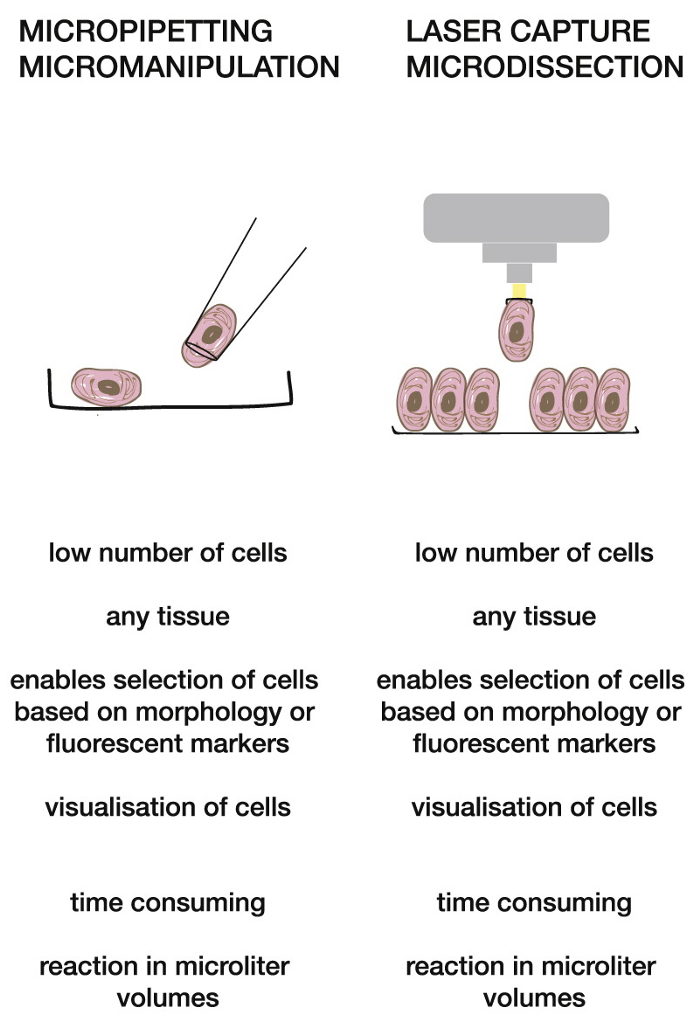 MICROPIPETTING
MICROMANIPULATION
low number of cells
any tissue
enables selection of cells
based on morphology or
fluorescent markers
visualisation of cells
time consuming
reaction in microliter
volumes
LASER CAPTURE
MICRODISSECTION
low number of cells
any tissue
enables selection of cells
based on morphology or
fluorescent markers
visualisation of cells
time consuming
reaction in microliter
volumes